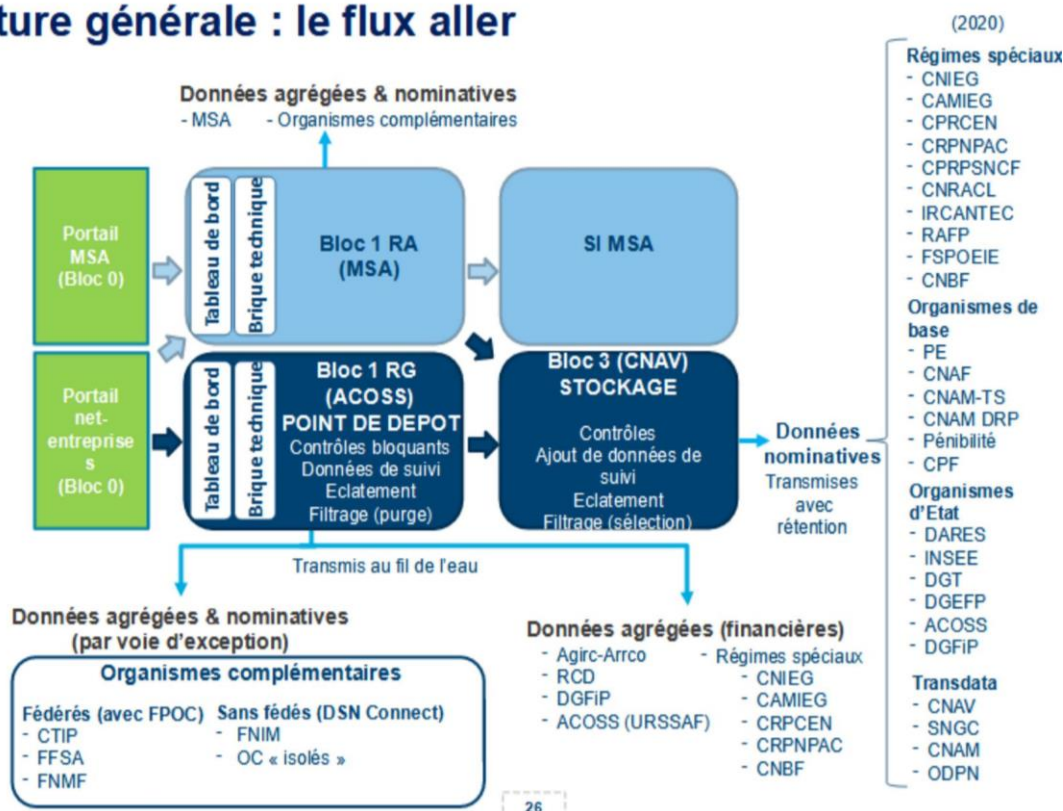 ture générale : le flux aller
Données agrégées & nominatives
- MSA - Organismes complémentaires
Portail
MSA
(Bloc 0)
Tableau de bord
Brique technique
Bloc 1 RA
(MSA)
SI MSA
Portail
net-
entreprise
s
(Bloc 0)
Tableau de bord
Brique technique
Bloc 1 RG
(ACOSS)
POINT DE DEPOT
Contrôles bloquants
Données de suivi
Eclatement
Filtrage (purge)
Bloc 3 (CNAV)
STOCKAGE
Contrôles
Ajout de données de
suivi
Eclatement
Filtrage (sélection)
Données
nominatives
Transmises
avec
rétention
Transmis au fil de l'eau
Données agrégées & nominatives
(par voie d'exception)
Organismes complémentaires
Fédérés (avec FPOC)
- CTIP
- FFSA
- FNMF
Sans fédés (DSN Connect)
- FNIM
- OC « isolés »
Données agrégées (financières)
- Agirc-Arrco
- RCD
- DGFiP
- ACOSS (URSSAF)
- Régimes spéciaux
- CNIEG
- CAMIEG
- CRPCEN
- CRPNPAC
- CNBF
(2020)
Régimes spéciaux
- CNIEG
- CAMIEG
- CPRCEN
- CRPNPAC
- CPRPSNCF
- CNRACL
- IRCANTEC
- RAFP
- FSPOEIE
- CNBF
Organismes de
base
- PE
- CNAF
- CNAM-TS
- CNAM DRP
- Pénibilité
- CPF
Organismes
d'Etat
- DARES
- INSEE
- DGT
- DGEFP
- ACOSS
- DGFiP
Transdata
- CNAV
- SNGC
- CNAM
- ODPN
26